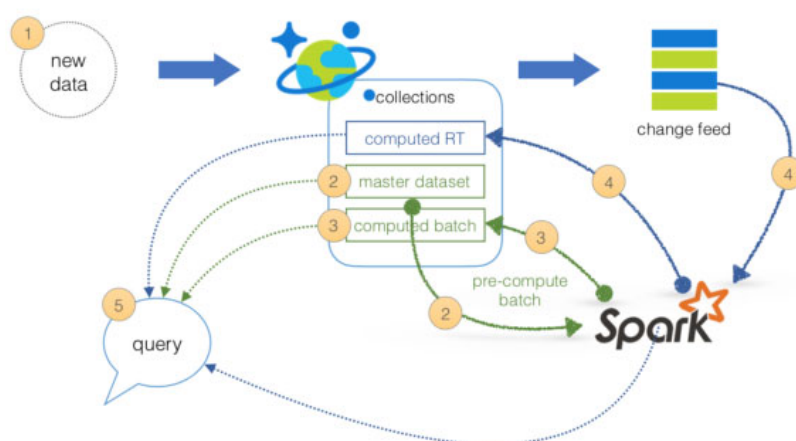 1
new
data
collections
computed RT
2
master dataset
3
computed batch
change feed
4
4
3
pre-compute
batch
2
Spark
5
query